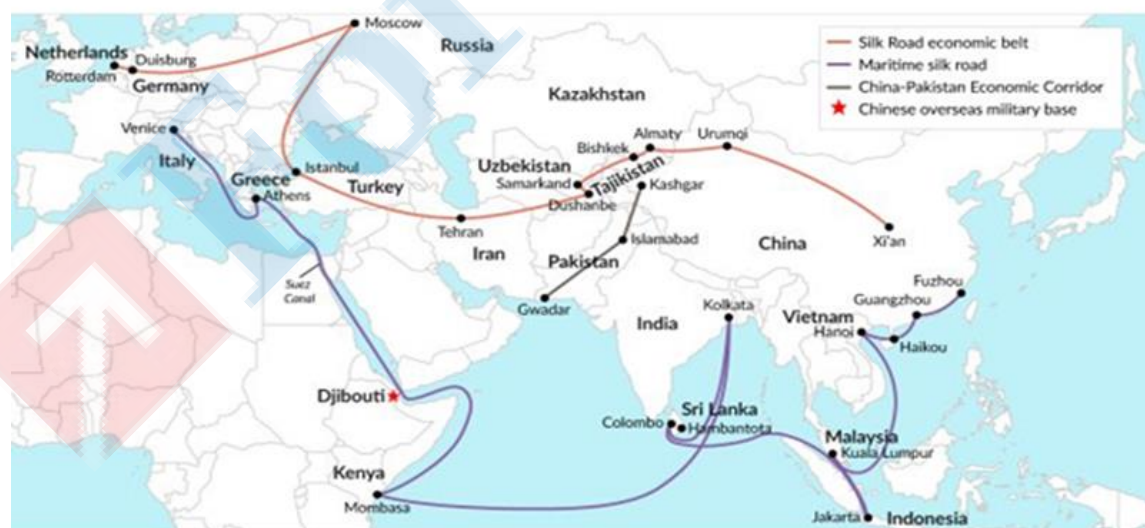 Moscow
Netherlands
Duisburg
Rotterdam
Germany
Russia
Silk Road economic belt
Maritime silk road
China-Pakistan Economic Corridor
Chinese overseas military base
Kazakhstan
Venice
Almaty
Urumqi
Bishkek
Italy
Istanbul
Uzbekistan
Tajikistan
Greece
Turkey
Samarkand
Kashgar
Athens
Dushanbe
Tehran
Islamabad
China
Xi'an
Iran
Pakistan
Suez
Canal
Gwadar
Kolkata
Fuzhou
Guangzhou
India
Vietnam
Hanoi
Haikou
Djibouti
Sri Lanka
Colombo
Hambantota
Malaysia
Kuala Lumpur
Kenya
Mombasa
Jakarta
Indonesia